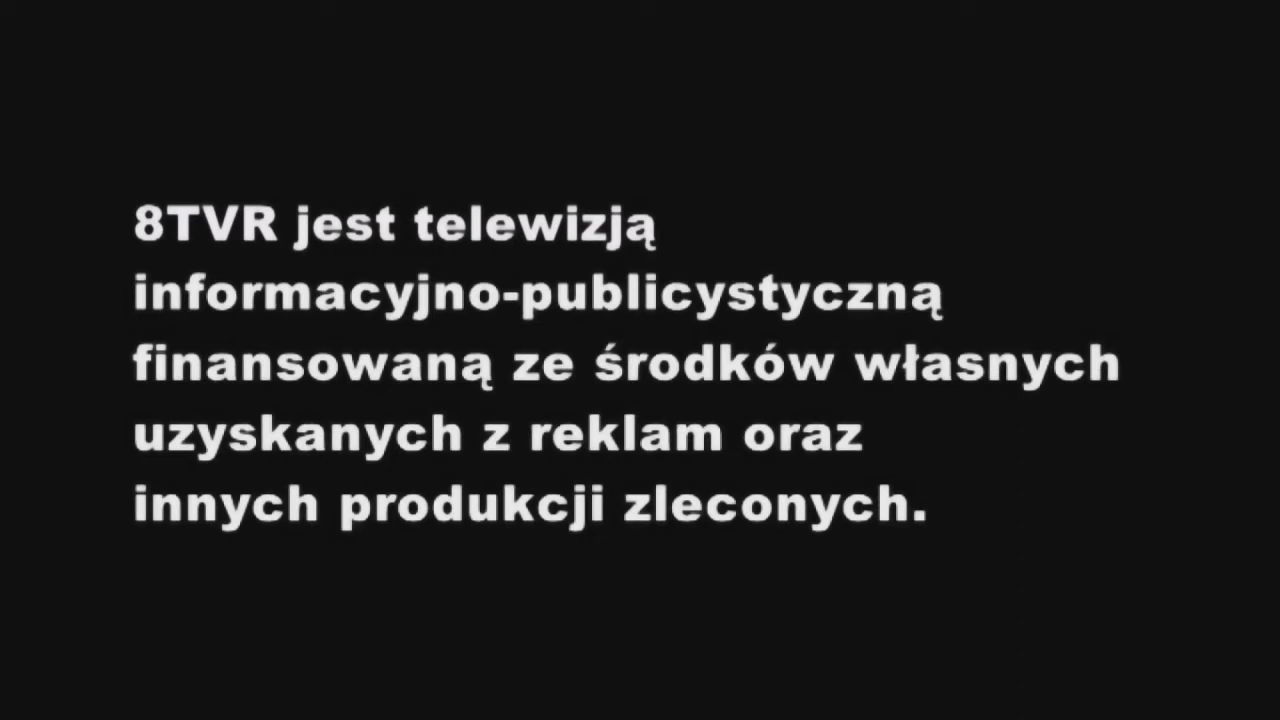 8TVR jest telewizją
informacyjno-publicystyczną
finansowaną ze środków własnych
uzyskanych z reklam oraz
innych produkcji zleconych.